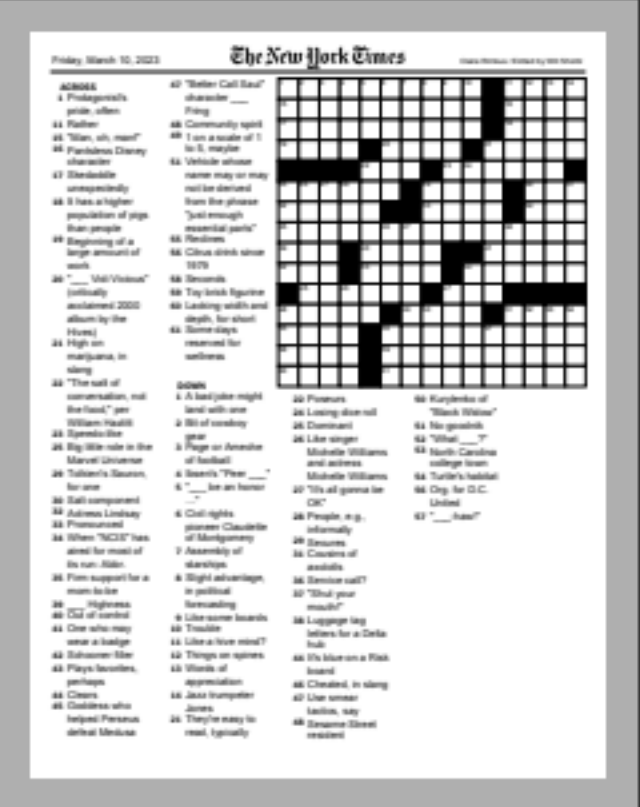 Friday, March 10, 2023
The New York Times
Edited by Will Shortz
ACROSS
1 Protagonist's
pride, often
11 Rather
15 "Man, oh, man!"
16 Pantsless Disney
character
17 Skedaddle
unexpectedly
18 It has a higher
population of pigs
than people
19 Beginning of a
large amount of
work
20 "___ Vidi Vicious"
(critically
acclaimed 2000
album by the
Hives)
21 High on
marijuana, in
slang
22 "The salt of
conversation, not
the food," per
William Hazlitt
23 Speedo-like
25 Big little role in the
Marvel Universe
29 Tolkien's Sauron,
for one
30 Salt component
32 Actress Lindsay
33 Pronounced
34 When "NCIS" has
aired for most of
its run: Abbr.
35 Firm support for a
mom-to-be
39 ___ Highness
40 Out of control
41 One who may
wear a badge
42 Schooner filler
43 Plays favorites,
perhaps
44 Clears
45 Goddess who
helped Perseus
defeat Medusa
47 "Better Call Saul"
character ___
Fring
48 Community spirit
49 1 on a scale of 1
to 5, maybe
51 Vehicle whose
name may or may
not be derived
from the phrase
"just enough
essential parts"
55 Reclines
56 Citrus drink since
1979
58 Seconds
59 Toy brick figurine
60 Lacking width and
depth, for short
61 Some days
reserved for
wellness
DOWN
1 A bad joke might
land with one
2 Bit of cowboy
gear
3 Page or Ameche
of football
4 Ibsen's "Peer ___"
5 "___ be an honor
..."
6 Civil rights
pioneer Claudette
of Montgomery
7 Assembly of
starships
8 Slight advantage,
in political
forecasting
9 Like some boards
10 Trouble
11 Like a hive mind?
12 Things on spines
13 Words of
appreciation
14 Jazz trumpeter
Jones
21 They're easy to
read, typically
22 Poseurs
24 Losing dice roll
25 Dominant
26 Like singer
Michelle Williams
and actress
Michelle Williams
27 "It's all gonna be
OK"
28 People, e.g.,
informally
29 Secures
31 Cousins of
axolotls
36 Service call?
37 "Shut your
mouth!"
38 Luggage tag
letters for a Delta
hub
44 It's blue on a Risk
board
46 Cheated, in slang
47 Use smear
tactics, say
48 Sesame Street
resident
50 Kurylenko of
"Black Widow"
51 No goodnik
52 "What ___?"
53 North Carolina
college town
54 Turtle's habitat
56 Org. for D.C.
United
57 "___ haw!"